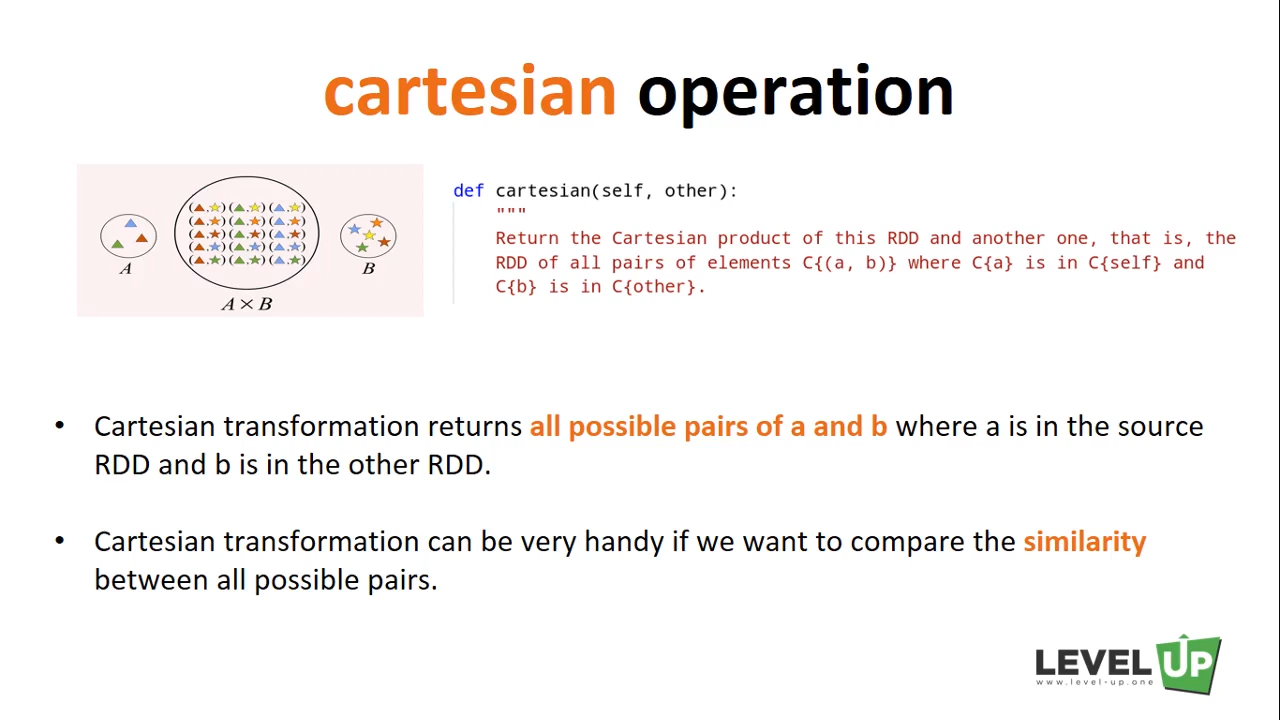 cartesian operation
A
A × B
B
def cartesian(self, other):
"""
Return the Cartesian product of this RDD and another one, that is, the
RDD of all pairs of elements C{(a, b)} where C{a} is in C{self} and
C{b} is in C{other}.
• Cartesian transformation returns all possible pairs of a and b where a is in the source
RDD and b is in the other RDD.
• Cartesian transformation can be very handy if we want to compare the similarity
between all possible pairs.
LEVEL UP
www.level-up.one